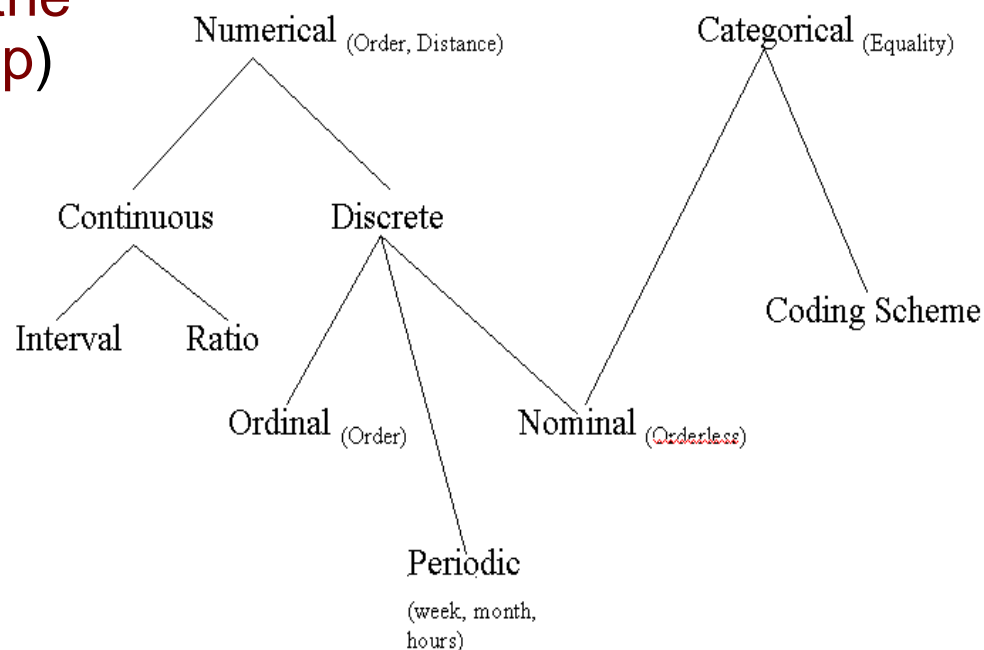 the
p)
Numerical (Order, Distance)
Categorical (Equality)
Continuous
Discrete
Interval
Ratio
Coding Scheme
Ordinal (Order)
Nominal (Orderless)
Periodic
(week, month,
hours)